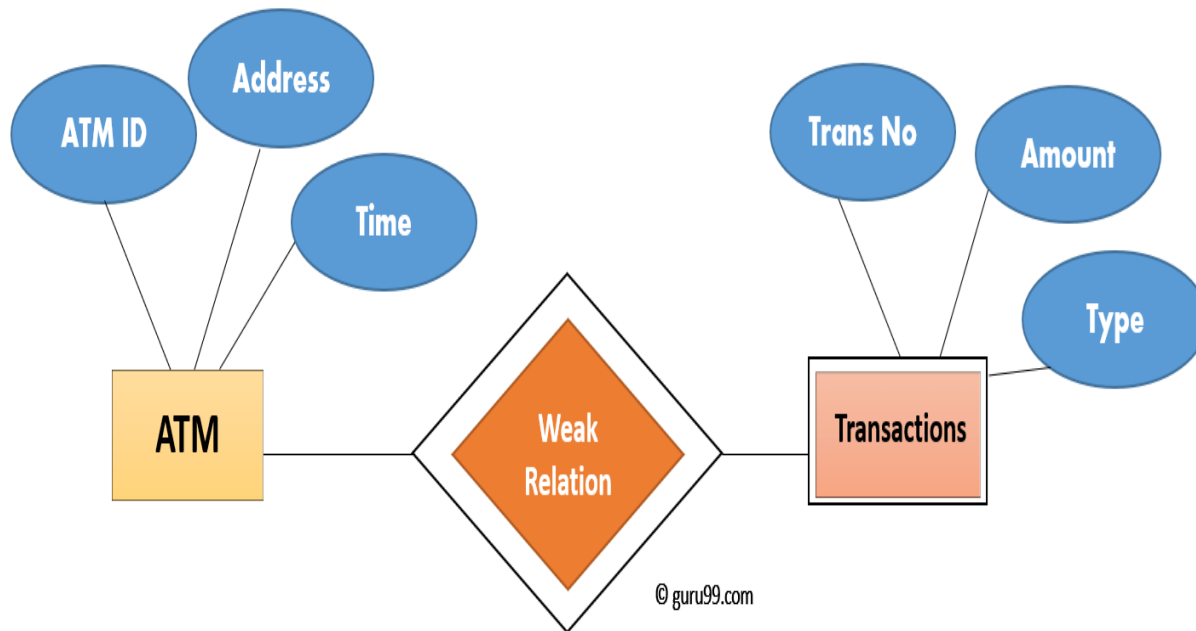 Address
ATM ID
Time
Trans No
Amount
Type
ATM
Weak
Relation
Transactions
© guru99.com